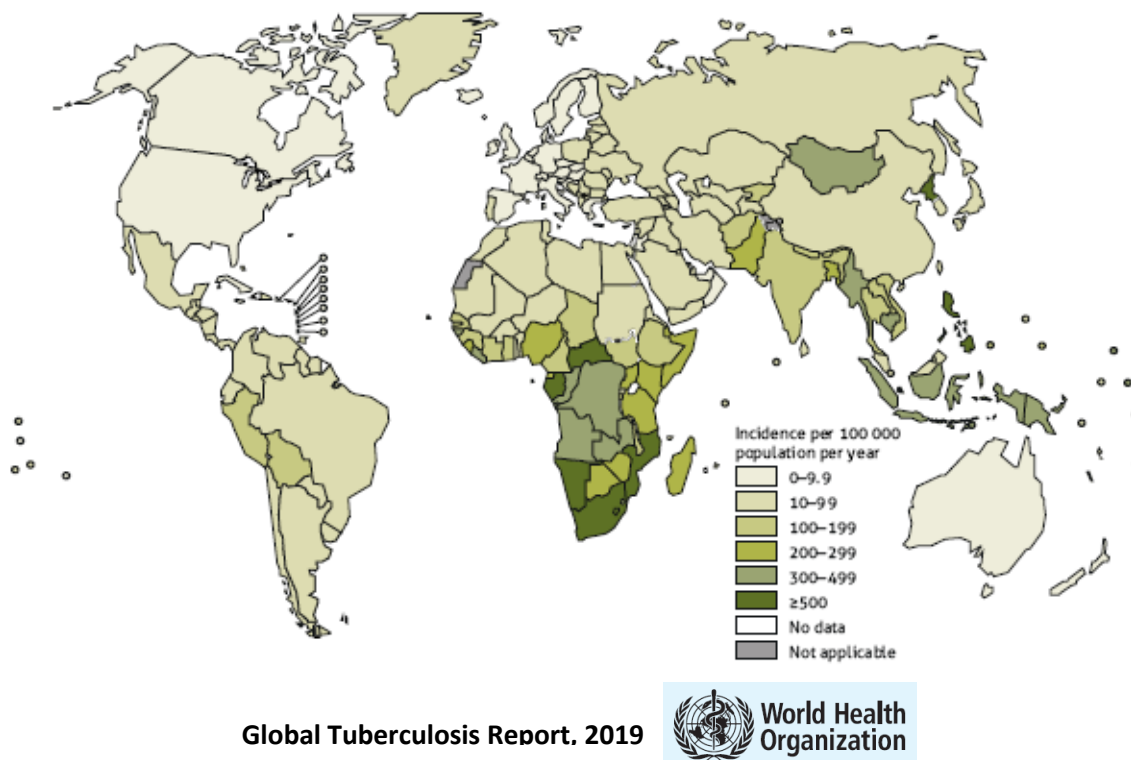 Incidence per 100 000
population per year
0–9.9
10–99
100–199
200–299
300–499
≥500
No data
Not applicable
Global Tuberculosis Report, 2019
World Health
Organization